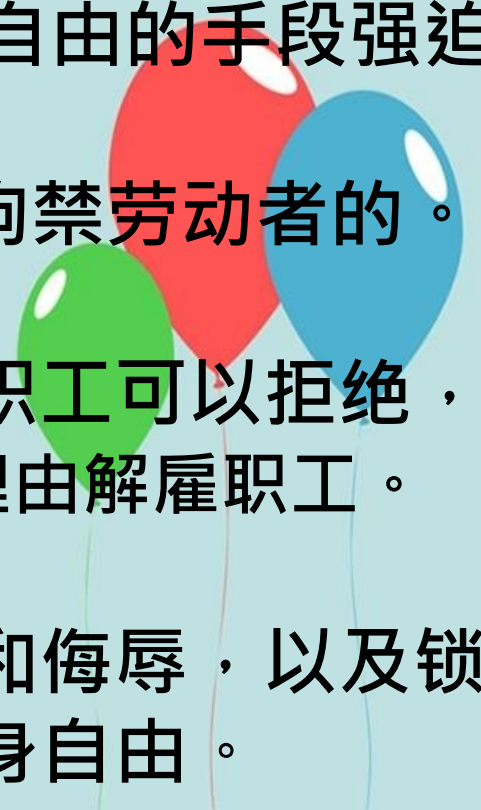 自由的手段强迫
拘禁劳动者的。
职工可以拒绝，
理由解雇职工。
和侮辱，以及锁
身自由。